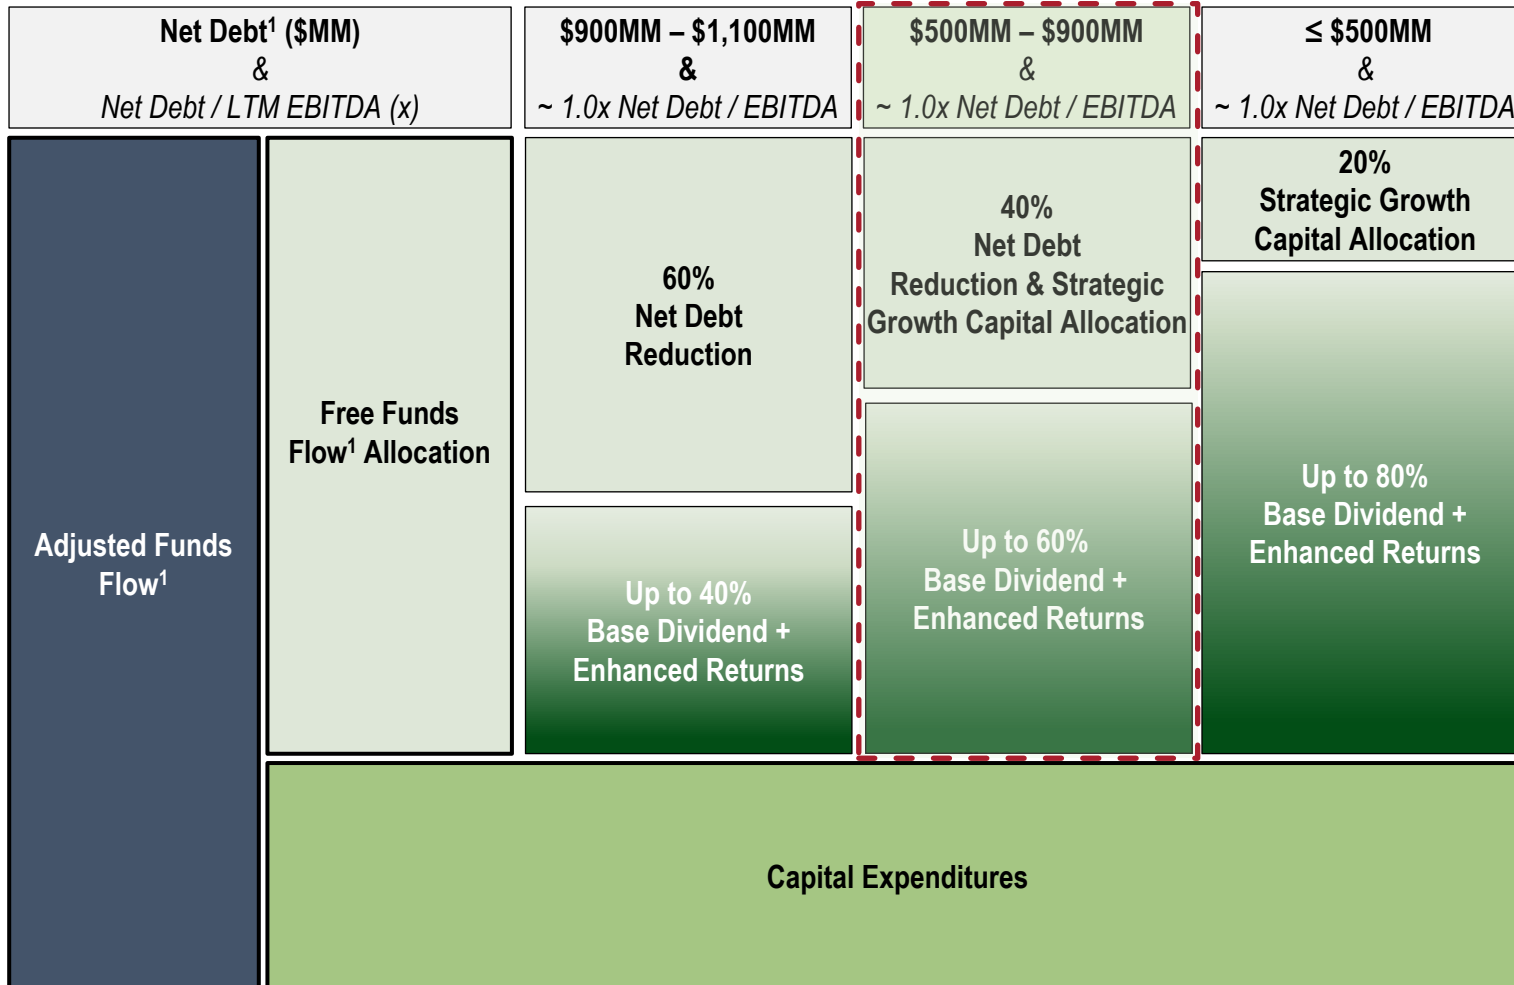 Net Debt¹ ($MM)
&
Net Debt / LTM EBITDA (x)
$900MM – $1,100MM
&
~ 1.0x Net Debt / EBITDA
$500MM – $900MM
&
~ 1.0x Net Debt / EBITDA
≤ $500MM
&
~ 1.0x Net Debt / EBITDA
Adjusted Funds
Flow¹
Free Funds
Flow¹ Allocation
60%
Net Debt
Reduction
Up to 40%
Base Dividend +
Enhanced Returns
40%
Net Debt
Reduction & Strategic
Growth Capital Allocation
Up to 60%
Base Dividend +
Enhanced Returns
20%
Strategic Growth
Capital Allocation
Up to 80%
Base Dividend +
Enhanced Returns
Capital Expenditures